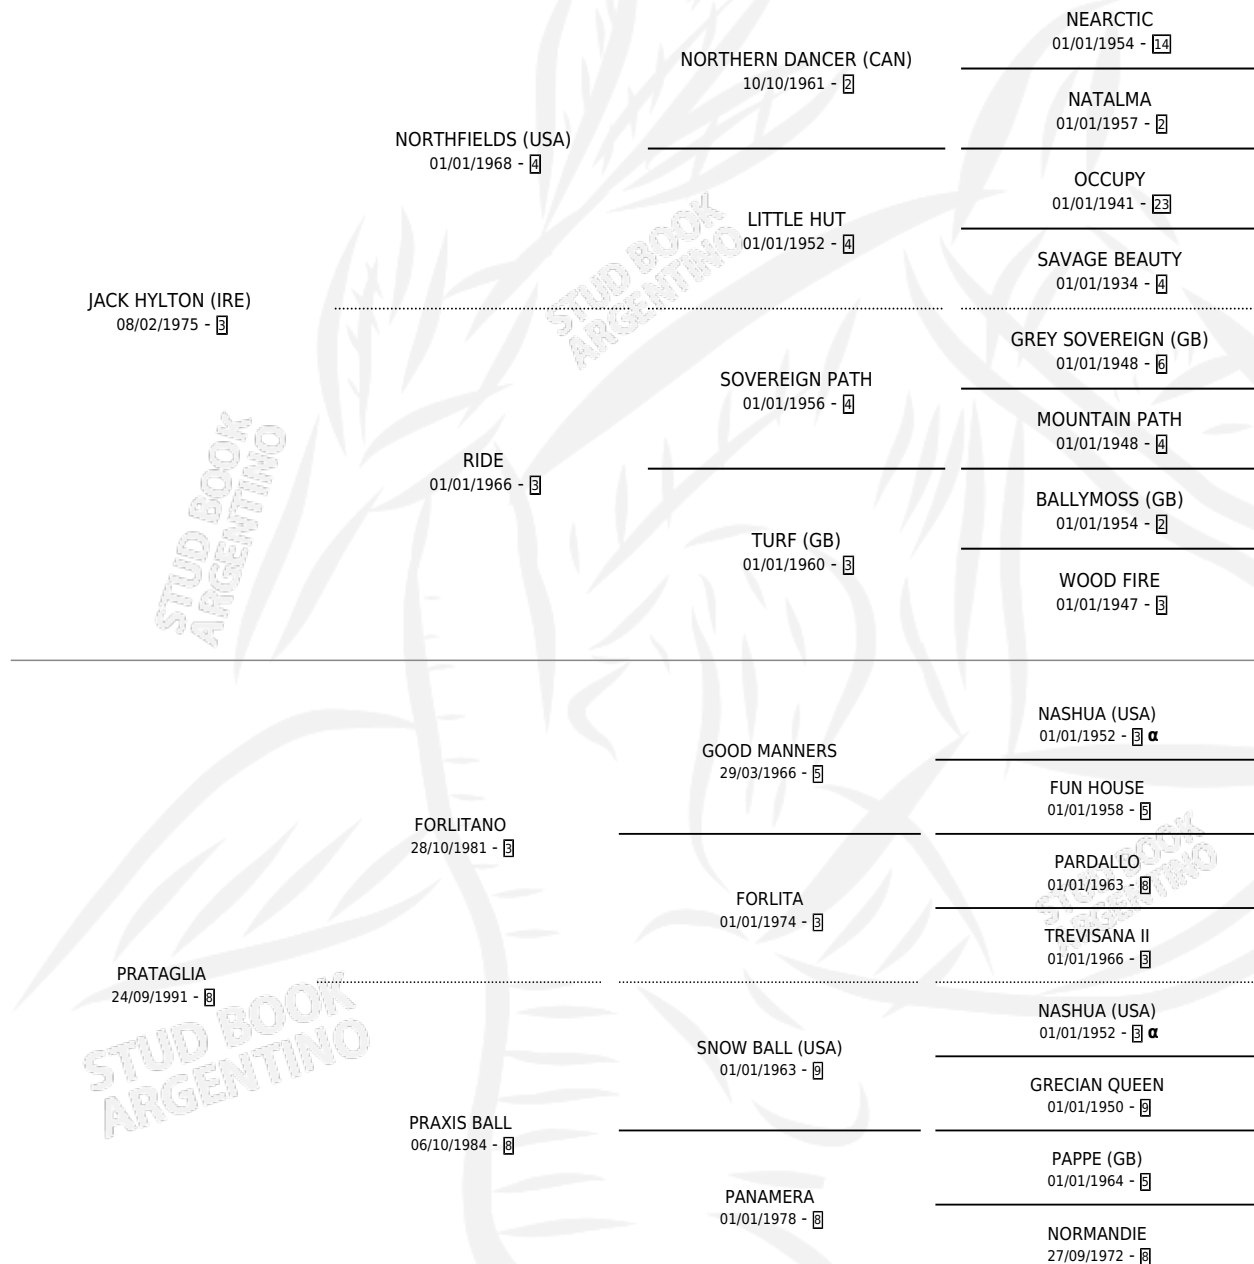 NEARCTIC
01/01/1954 - 14
NORTHERN DANCER (CAN)
10/10/1961 - 2
NATALMA
01/01/1957 - 2
NORTHFIELDS (USA)
01/01/1968 - 4
OCCUPY
01/01/1941 - 23
LITTLE HUT
01/01/1952 - 4
SAVAGE BEAUTY
01/01/1934 - 4
JACK HYLTON (IRE)
08/02/1975 - 3
GREY SOVEREIGN (GB)
01/01/1948 - 6
SOVEREIGN PATH
01/01/1956 - 4
MOUNTAIN PATH
01/01/1948 - 4
RIDE
01/01/1966 - 3
BALLYMOSS (GB)
01/01/1954 - 2
TURF (GB)
01/01/1960 - 3
WOOD FIRE
01/01/1947 - 3
NASHUA (USA)
01/01/1952 - 3 α
GOOD MANNERS
29/03/1966 - 5
FUN HOUSE
01/01/1958 - 5
FORLITANO
28/10/1981 - 3
PARDALLO
01/01/1963 - 8
FORLITA
01/01/1974 - 3
TREVISANA II
01/01/1966 - 3
PRATAGLIA
24/09/1991 - 8
NASHUA (USA)
01/01/1952 - 3 α
SNOW BALL (USA)
01/01/1963 - 9
GRECIAN QUEEN
01/01/1950 - 9
PRAXIS BALL
06/10/1984 - 8
PAPPE (GB)
01/01/1964 - 5
PANAMERA
01/01/1978 - 8
NORMANDIE
27/09/1972 - 8
STUD BOOK
ARGENTINO
STUD BOOK
ARGENTINO
STUD BOOK
ARGENTINO
STUD BOOK
ARGENTINO